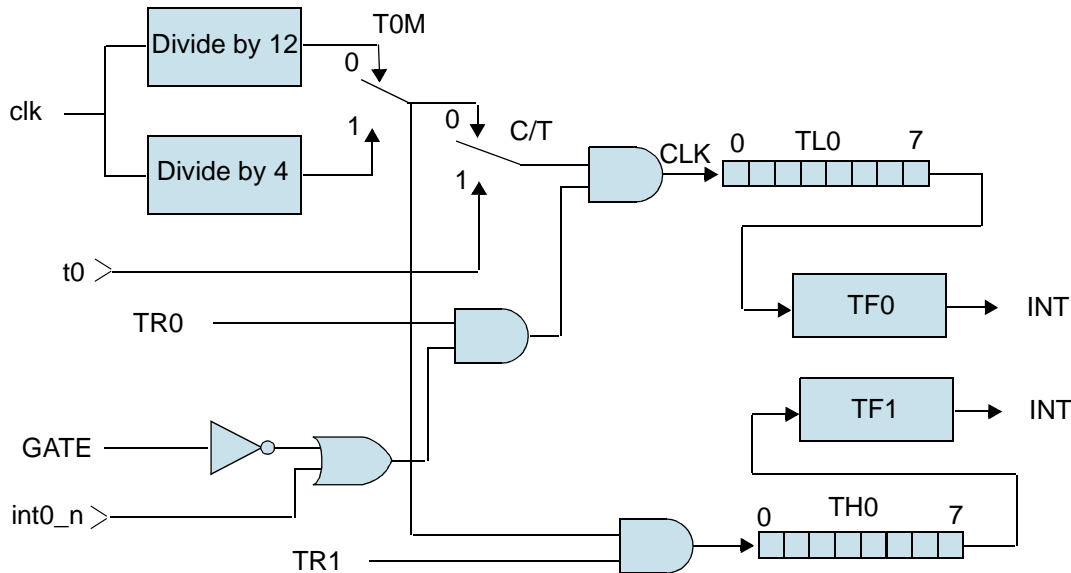 T0M
Divide by 12
0
clk
1
0
C/T
Divide by 4
CLK
0 TL0 7
1
t0
TR0
TF0
INT
TF1
INT
GATE
int0_n
0 TH0 7
TR1